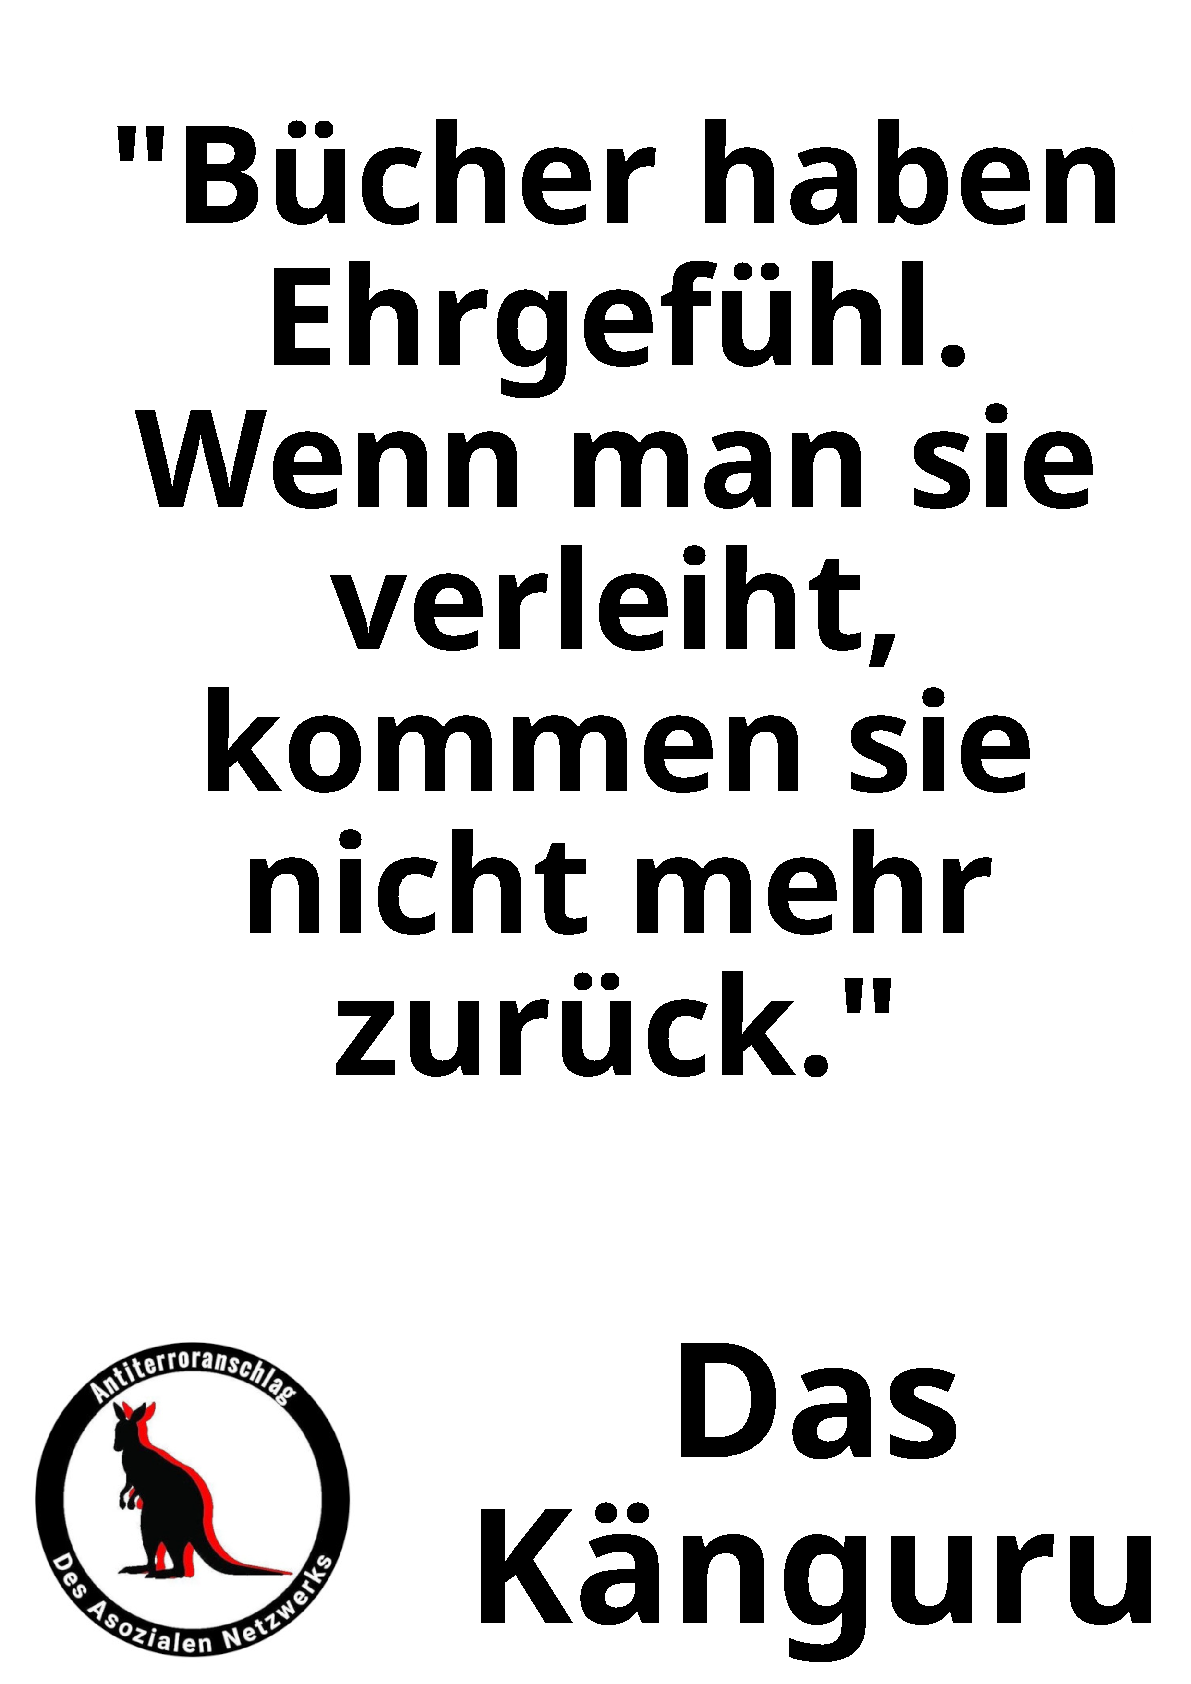 "Bücher haben
Ehrgefühl.
Wenn man sie
verleiht,
kommen sie
nicht mehr
zurück."
Das
Känguru
Antiterroranschlag
Des Asozialen Netzwerks